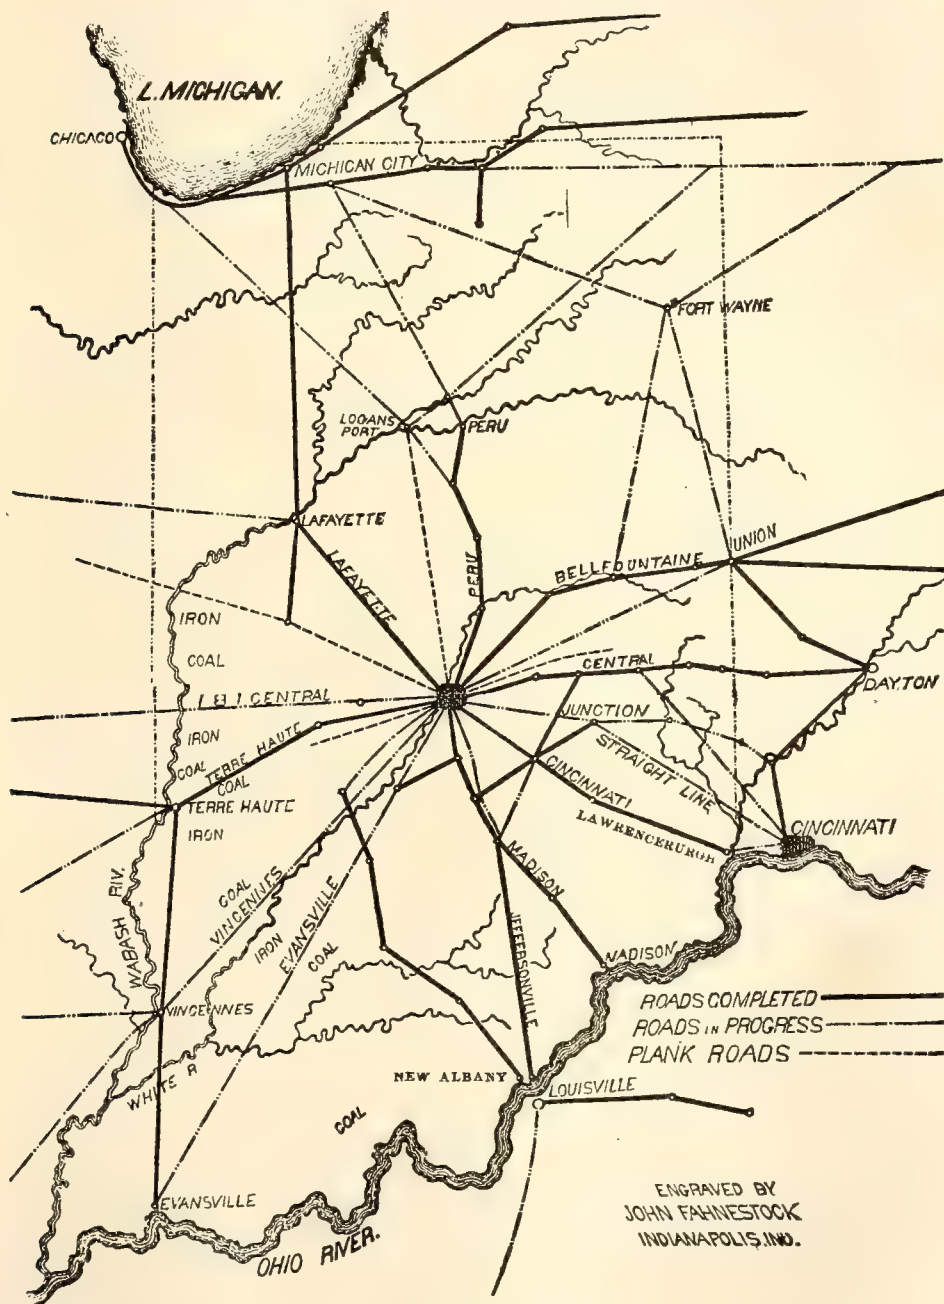 L. MICHIGAN.
CHICAGO
MICHIGAN CITY
FORT WAYNE
LOGANS
PORT
PERU
LAFAYETTE
LAFAYETTE
PERU
BELLFOUNTAINE
UNION
IRON
COAL
CENTRAL
DAYTON
I & I CENTRAL
JUNCTION
IRON
TERRE HAUTE
STRAIGHT LINE
COAL
COAL
CINCINNATI
TERRE HAUTE
LAWRENCEBURGH
CINCINNATI
IRON
MADISON
WABASH RIV.
COAL
VINCENNES
IRON
EVANSVILLE
COAL
JEFFERSONVILLE
MADISON
ROADS COMPLETED
VINCENNES
ROADS IN PROGRESS
PLANK ROADS
NEW ALBANY
WHITE R
LOUISVILLE
COAL
EVANSVILLE
OHIO RIVER.
ENGRAVED BY
JOHN FAHNESTOCK
INDIANAPOLIS, IND.